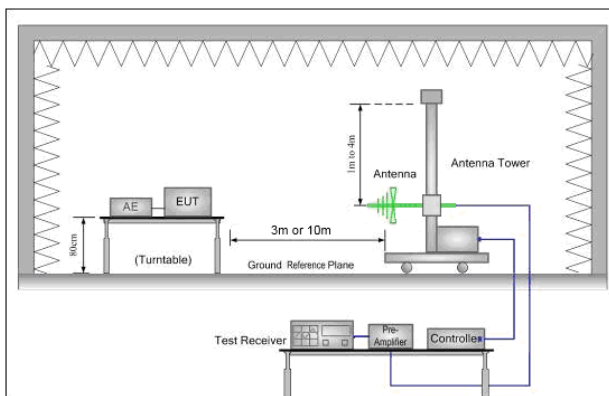 1m to 4m
Antenna
Antenna Tower
AE
EUT
80cm
(Turntable)
3m or 10m
Ground Reference Plane
Test Receiver
Pre-
Amplifier
Controller